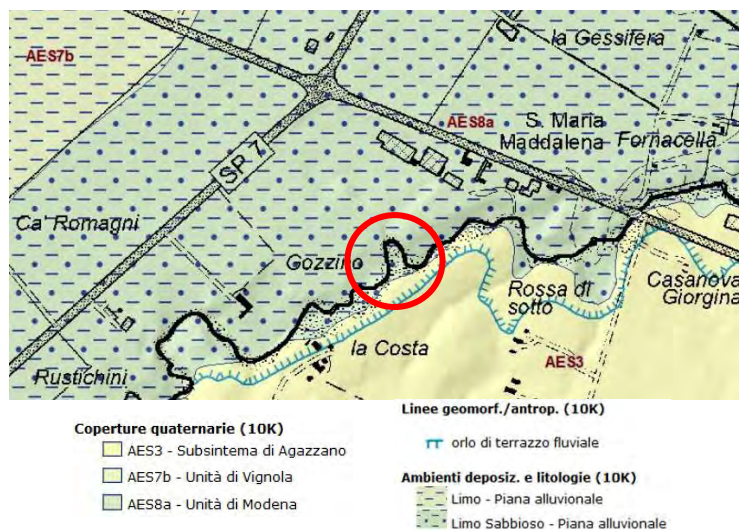 la Gessifera
AES7b
AES8a
S. Maria
Maddalena
Fornacella
SP 7
Ca' Romagni
Gozzino
Rossa di
sotto
Casanova
Giorgina
la Costa
AES3
Rustichini
Coperture quaternarie (10K)
AES3 - Subsintema di Agazzano
AES7b - Unità di Vignola
AES8a - Unità di Modena
Linee geomorf./antrop. (10K)
orlo di terrazzo fluviale
Ambienti deposiz. e litologie (10K)
Limo - Piana alluvionale
Limo Sabbioso - Piana alluvionale